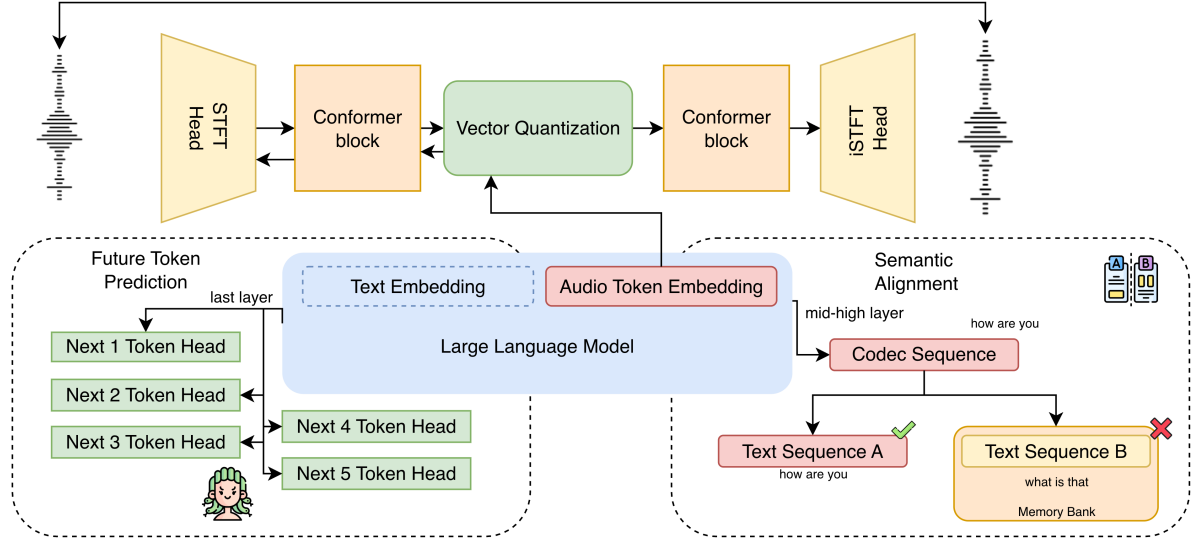 STFT
Head
Conformer
block
Vector Quantization
Conformer
block
iSTFT
Head
Future Token
Prediction
last layer
Next 1 Token Head
Next 2 Token Head
Next 3 Token Head
Next 4 Token Head
Next 5 Token Head
Text Embedding
Audio Token Embedding
Large Language Model
Semantic
Alignment
A
B
mid-high layer
how are you
Codec Sequence
Text Sequence A
how are you
Text Sequence B
what is that
Memory Bank